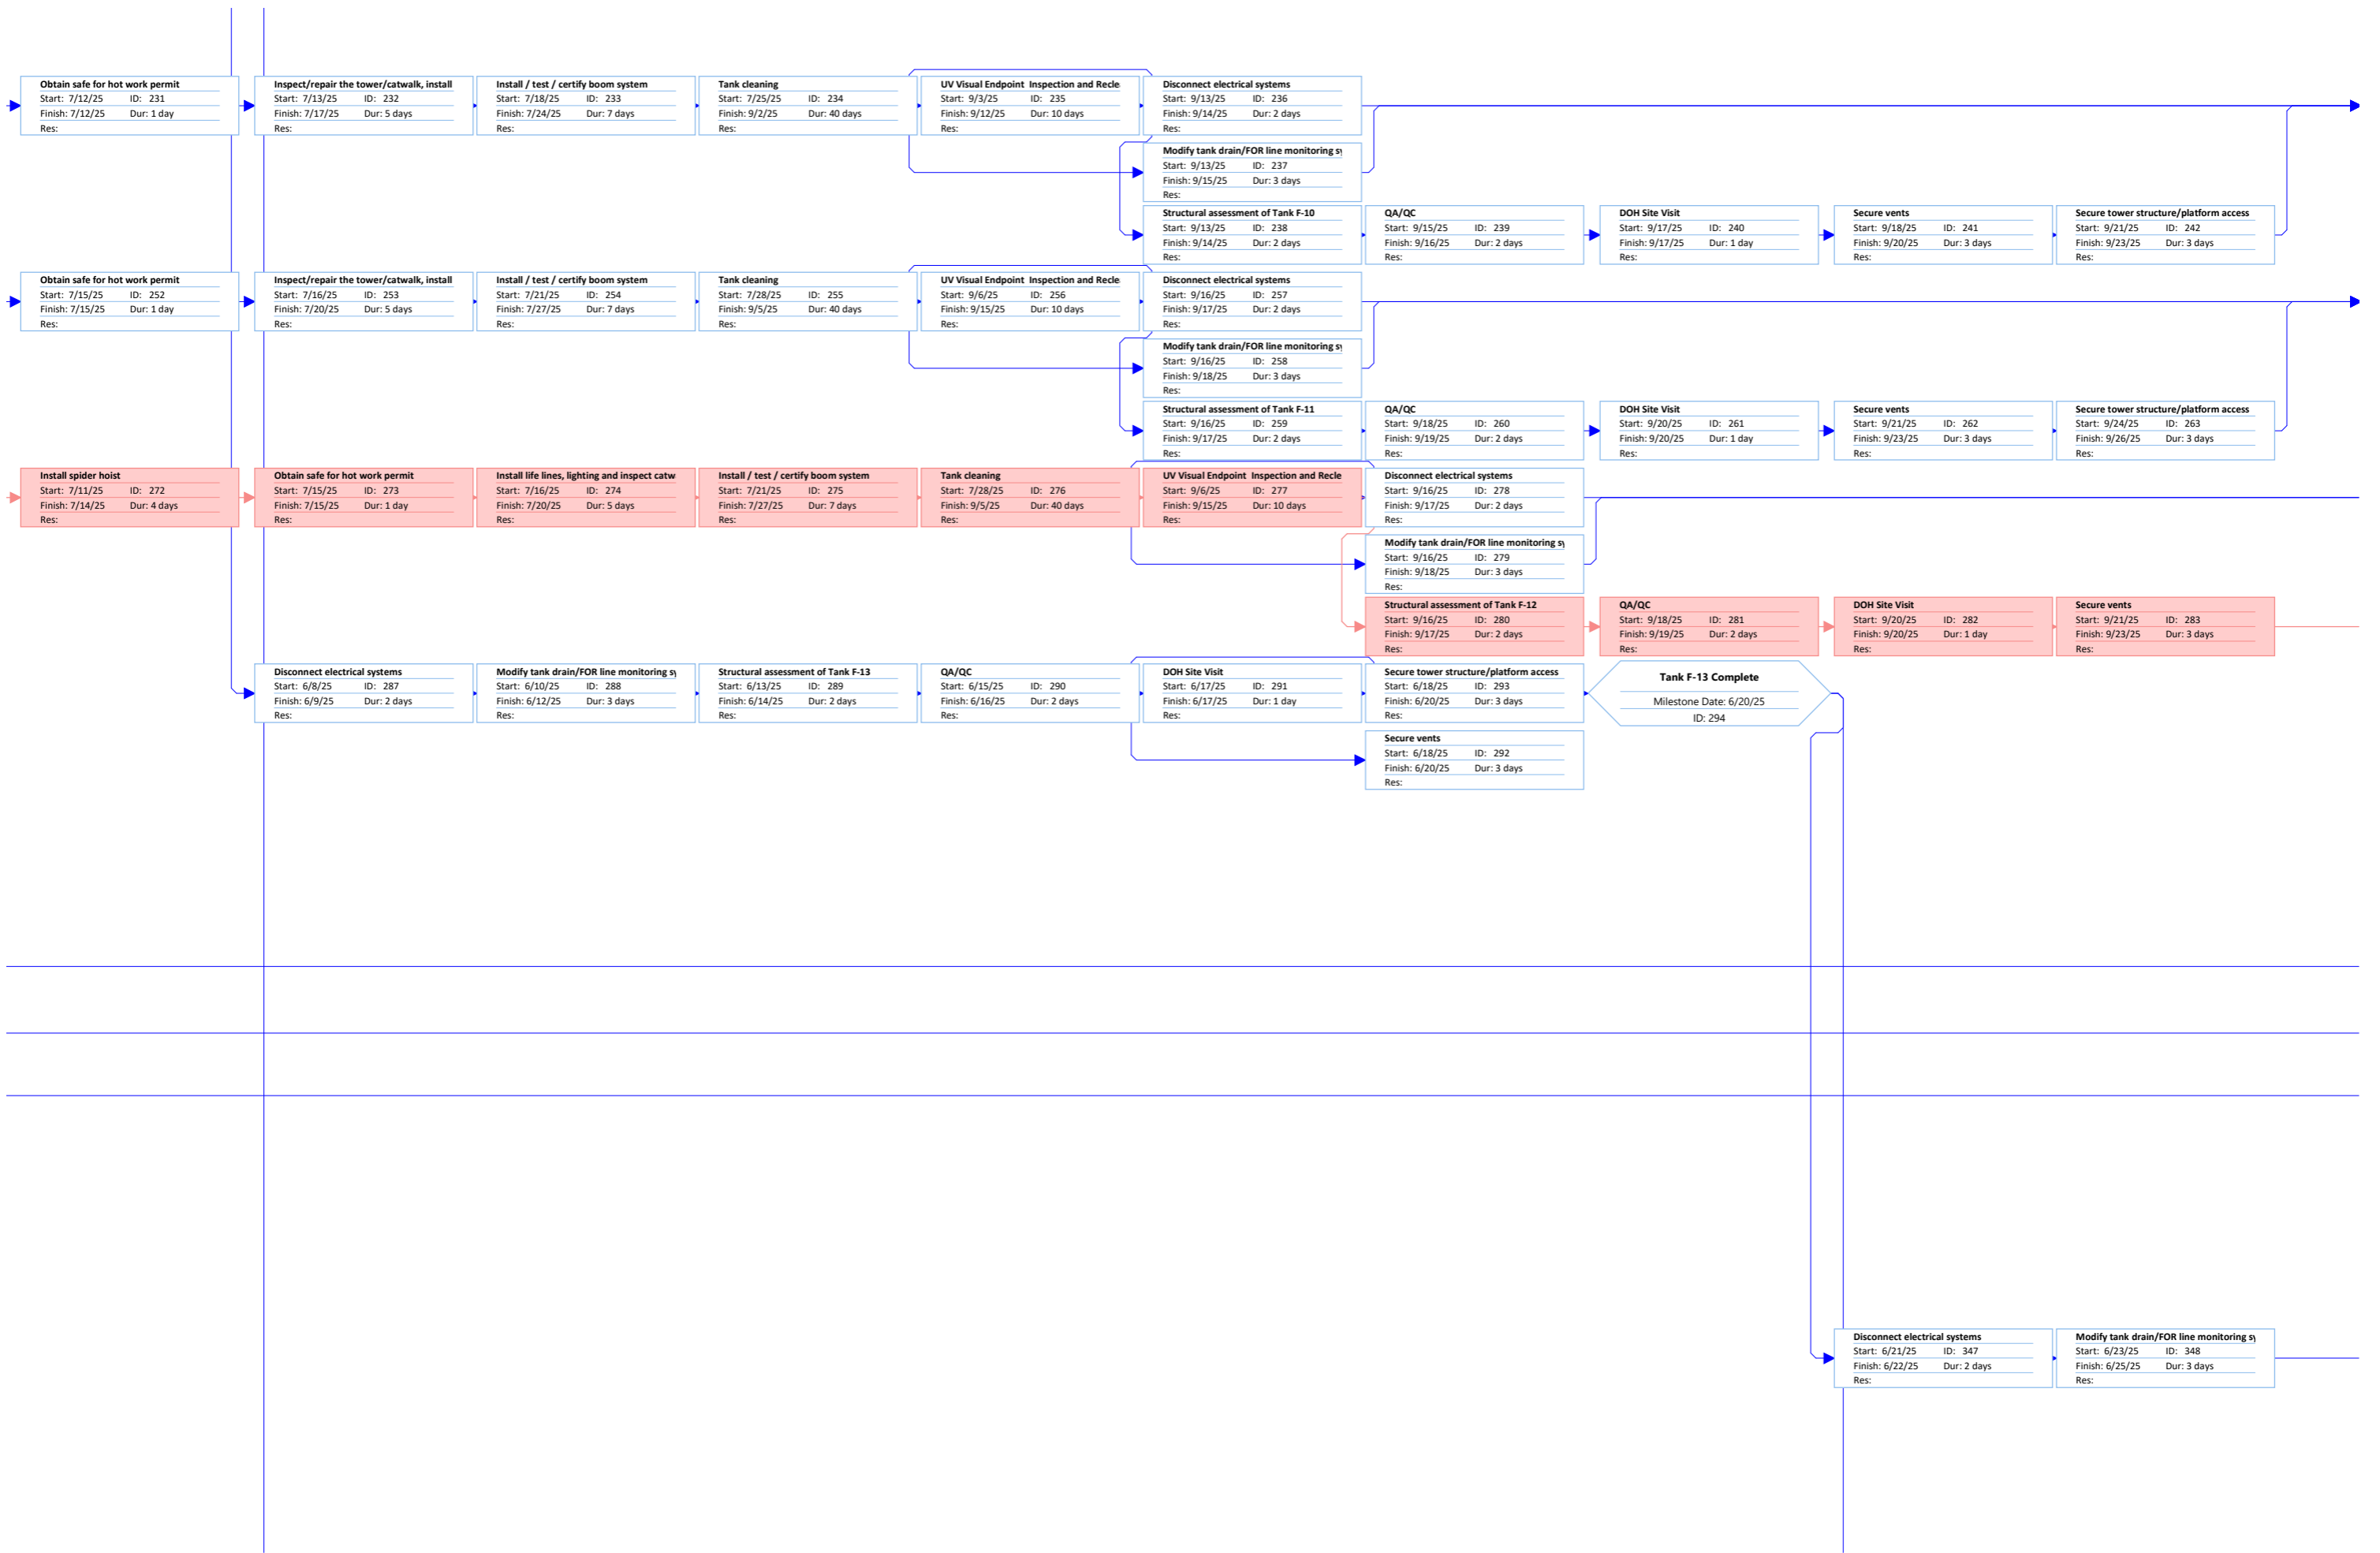 Obtain safe for hot work permit
Start: 7/12/25 ID: 231
Finish: 7/12/25 Dur: 1 day
Res:
Inspect/repair the tower/catwalk, install
Start: 7/13/25 ID: 232
Finish: 7/17/25 Dur: 5 days
Res:
Install / test / certify boom system
Start: 7/18/25 ID: 233
Finish: 7/24/25 Dur: 7 days
Res:
Tank cleaning
Start: 7/25/25 ID: 234
Finish: 9/2/25 Dur: 40 days
Res:
UV Visual Endpoint Inspection and Recle
Start: 9/3/25 ID: 235
Finish: 9/12/25 Dur: 10 days
Res:
Disconnect electrical systems
Start: 9/13/25 ID: 236
Finish: 9/14/25 Dur: 2 days
Res:
Modify tank drain/FOR line monitoring sy
Start: 9/13/25 ID: 237
Finish: 9/15/25 Dur: 3 days
Res:
Structural assessment of Tank F-10
Start: 9/13/25 ID: 238
Finish: 9/14/25 Dur: 2 days
Res:
QA/QC
Start: 9/15/25 ID: 239
Finish: 9/16/25 Dur: 2 days
Res:
DOH Site Visit
Start: 9/17/25 ID: 240
Finish: 9/17/25 Dur: 1 day
Res:
Secure vents
Start: 9/18/25 ID: 241
Finish: 9/20/25 Dur: 3 days
Res:
Secure tower structure/platform access
Start: 9/21/25 ID: 242
Finish: 9/23/25 Dur: 3 days
Res:
Obtain safe for hot work permit
Start: 7/15/25 ID: 252
Finish: 7/15/25 Dur: 1 day
Res:
Inspect/repair the tower/catwalk, install
Start: 7/16/25 ID: 253
Finish: 7/20/25 Dur: 5 days
Res:
Install / test / certify boom system
Start: 7/21/25 ID: 254
Finish: 7/27/25 Dur: 7 days
Res:
Tank cleaning
Start: 7/28/25 ID: 255
Finish: 9/5/25 Dur: 40 days
Res:
UV Visual Endpoint Inspection and Recle
Start: 9/6/25 ID: 256
Finish: 9/15/25 Dur: 10 days
Res:
Disconnect electrical systems
Start: 9/16/25 ID: 257
Finish: 9/17/25 Dur: 2 days
Res:
Modify tank drain/FOR line monitoring sy
Start: 9/16/25 ID: 258
Finish: 9/18/25 Dur: 3 days
Res:
Structural assessment of Tank F-11
Start: 9/16/25 ID: 259
Finish: 9/17/25 Dur: 2 days
Res:
QA/QC
Start: 9/18/25 ID: 260
Finish: 9/19/25 Dur: 2 days
Res:
DOH Site Visit
Start: 9/20/25 ID: 261
Finish: 9/20/25 Dur: 1 day
Res:
Secure vents
Start: 9/21/25 ID: 262
Finish: 9/23/25 Dur: 3 days
Res:
Secure tower structure/platform access
Start: 9/24/25 ID: 263
Finish: 9/26/25 Dur: 3 days
Res:
Install spider hoist
Start: 7/11/25 ID: 272
Finish: 7/14/25 Dur: 4 days
Res:
Obtain safe for hot work permit
Start: 7/15/25 ID: 273
Finish: 7/15/25 Dur: 1 day
Res:
Install life lines, lighting and inspect catw
Start: 7/16/25 ID: 274
Finish: 7/20/25 Dur: 5 days
Res:
Install / test / certify boom system
Start: 7/21/25 ID: 275
Finish: 7/27/25 Dur: 7 days
Res:
Tank cleaning
Start: 7/28/25 ID: 276
Finish: 9/5/25 Dur: 40 days
Res:
UV Visual Endpoint Inspection and Recle
Start: 9/6/25 ID: 277
Finish: 9/15/25 Dur: 10 days
Res:
Disconnect electrical systems
Start: 9/16/25 ID: 278
Finish: 9/17/25 Dur: 2 days
Res:
Modify tank drain/FOR line monitoring sy
Start: 9/16/25 ID: 279
Finish: 9/18/25 Dur: 3 days
Res:
Structural assessment of Tank F-12
Start: 9/16/25 ID: 280
Finish: 9/17/25 Dur: 2 days
Res:
QA/QC
Start: 9/18/25 ID: 281
Finish: 9/19/25 Dur: 2 days
Res:
DOH Site Visit
Start: 9/20/25 ID: 282
Finish: 9/20/25 Dur: 1 day
Res:
Secure vents
Start: 9/21/25 ID: 283
Finish: 9/23/25 Dur: 3 days
Res:
Disconnect electrical systems
Start: 6/8/25 ID: 287
Finish: 6/9/25 Dur: 2 days
Res:
Modify tank drain/FOR line monitoring sy
Start: 6/10/25 ID: 288
Finish: 6/12/25 Dur: 3 days
Res:
Structural assessment of Tank F-13
Start: 6/13/25 ID: 289
Finish: 6/14/25 Dur: 2 days
Res:
QA/QC
Start: 6/15/25 ID: 290
Finish: 6/16/25 Dur: 2 days
Res:
DOH Site Visit
Start: 6/17/25 ID: 291
Finish: 6/17/25 Dur: 1 day
Res:
Secure tower structure/platform access
Start: 6/18/25 ID: 293
Finish: 6/20/25 Dur: 3 days
Res:
Tank F-13 Complete
Milestone Date: 6/20/25
ID: 294
Secure vents
Start: 6/18/25 ID: 292
Finish: 6/20/25 Dur: 3 days
Res:
Disconnect electrical systems
Start: 6/21/25 ID: 347
Finish: 6/22/25 Dur: 2 days
Res:
Modify tank drain/FOR line monitoring sy
Start: 6/23/25 ID: 348
Finish: 6/25/25 Dur: 3 days
Res: